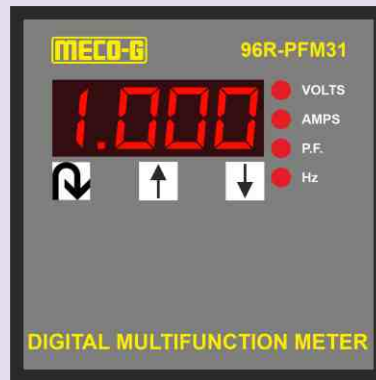 MECO-G
96R-PFM31
1.000
VOLTS
AMPS
P.F.
Hz
DIGITAL MULTIFUNCTION METER